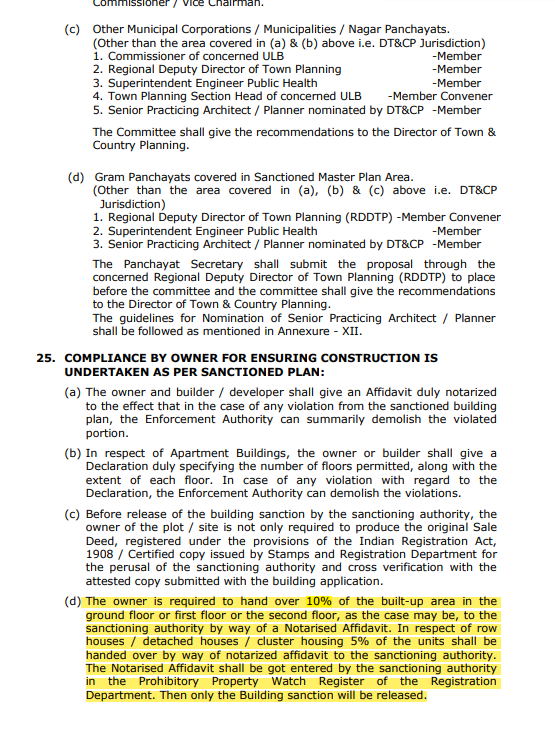 Commissioner / Vice Chairman.
(c) Other Municipal Corporations / Municipalities / Nagar Panchayats.
(Other than the area covered in (a) & (b) above i.e. DT&CP Jurisdiction)
1. Commissioner of concerned ULB -Member
2. Regional Deputy Director of Town Planning -Member
3. Superintendent Engineer Public Health -Member
4. Town Planning Section Head of concerned ULB -Member Convener
5. Senior Practicing Architect / Planner nominated by DT&CP -Member
The Committee shall give the recommendations to the Director of Town &
Country Planning.
(d) Gram Panchayats covered in Sanctioned Master Plan Area.
(Other than the area covered in (a), (b) & (c) above i.e. DT&CP
Jurisdiction)
1. Regional Deputy Director of Town Planning (RDDTP) -Member Convener
2. Superintendent Engineer Public Health -Member
3. Senior Practicing Architect / Planner nominated by DT&CP -Member
The Panchayat Secretary shall submit the proposal through the
concerned Regional Deputy Director of Town Planning (RDDTP) to place
before the committee and the committee shall give the recommendations
to the Director of Town & Country Planning.
The guidelines for Nomination of Senior Practicing Architect / Planner
shall be followed as mentioned in Annexure - XII.
25. COMPLIANCE BY OWNER FOR ENSURING CONSTRUCTION IS
UNDERTAKEN AS PER SANCTIONED PLAN:
(a) The owner and builder / developer shall give an Affidavit duly notarized
to the effect that in the case of any violation from the sanctioned building
plan, the Enforcement Authority can summarily demolish the violated
portion.
(b) In respect of Apartment Buildings, the owner or builder shall give a
Declaration duly specifying the number of floors permitted, along with the
extent of each floor. In case of any violation with regard to the
Declaration, the Enforcement Authority can demolish the violations.
(c) Before release of the building sanction by the sanctioning authority, the
owner of the plot / site is not only required to produce the original Sale
Deed, registered under the provisions of the Indian Registration Act,
1908 / Certified copy issued by Stamps and Registration Department for
the perusal of the sanctioning authority and cross verification with the
attested copy submitted with the building application.
(d) The owner is required to hand over 10% of the built-up area in the
ground floor or first floor or the second floor, as the case may be, to the
sanctioning authority by way of a Notarised Affidavit. In respect of row
houses / detached houses / cluster housing 5% of the units shall be
handed over by way of notarized affidavit to the sanctioning authority.
The Notarised Affidavit shall be got entered by the sanctioning authority
in the Prohibitory Property Watch Register of the Registration
Department. Then only the Building sanction will be released.